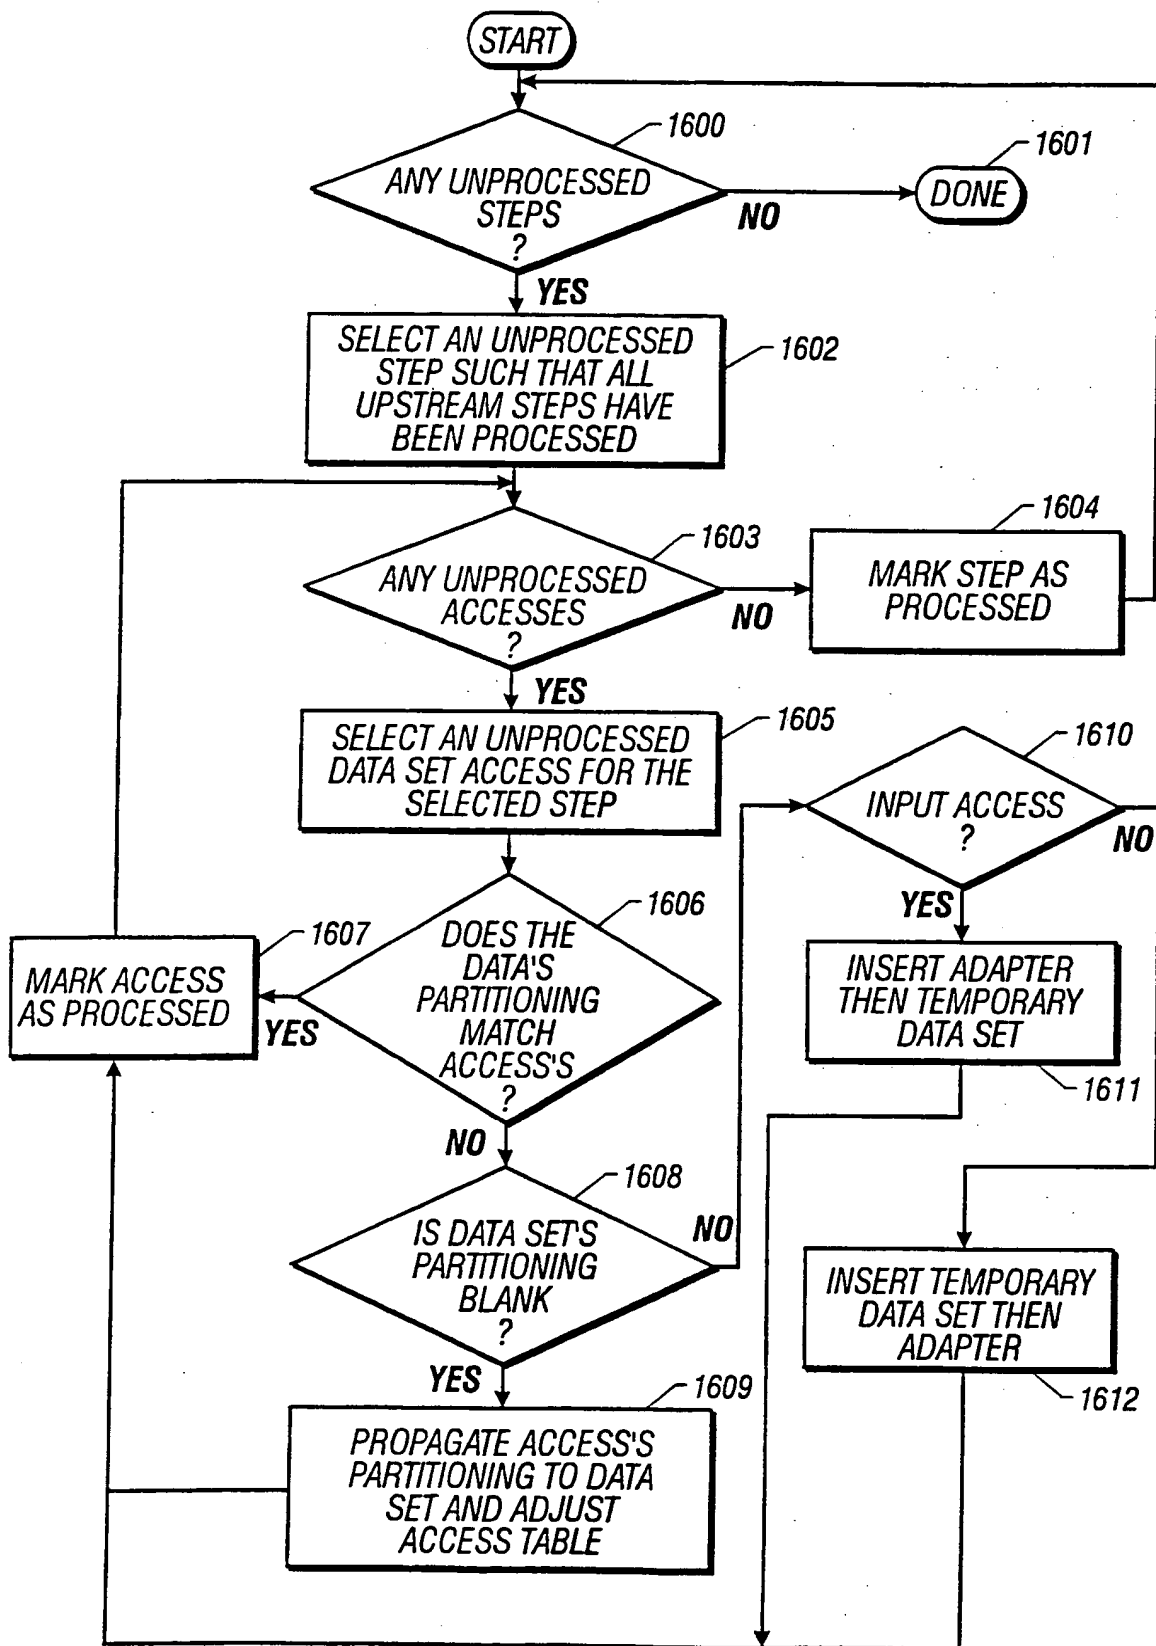 START
1600
ANY UNPROCESSED
STEPS
?
NO
1601
DONE
YES
SELECT AN UNPROCESSED
STEP SUCH THAT ALL
UPSTREAM STEPS HAVE
BEEN PROCESSED
1602
1603
ANY UNPROCESSED
ACCESSES
?
NO
1604
MARK STEP AS
PROCESSED
YES
SELECT AN UNPROCESSED
DATA SET ACCESS FOR THE
SELECTED STEP
1605
1606
DOES THE
DATA'S
PARTITIONING
MATCH
ACCESS'S
?
YES
1607
MARK ACCESS
AS PROCESSED
NO
1608
IS DATA SET'S
PARTITIONING
BLANK
?
NO
YES
1609
PROPAGATE ACCESS'S
PARTITIONING TO DATA
SET AND ADJUST
ACCESS TABLE
1610
INPUT ACCESS
?
NO
YES
INSERT ADAPTER
THEN TEMPORARY
DATA SET
1611
INSERT TEMPORARY
DATA SET THEN
ADAPTER
1612